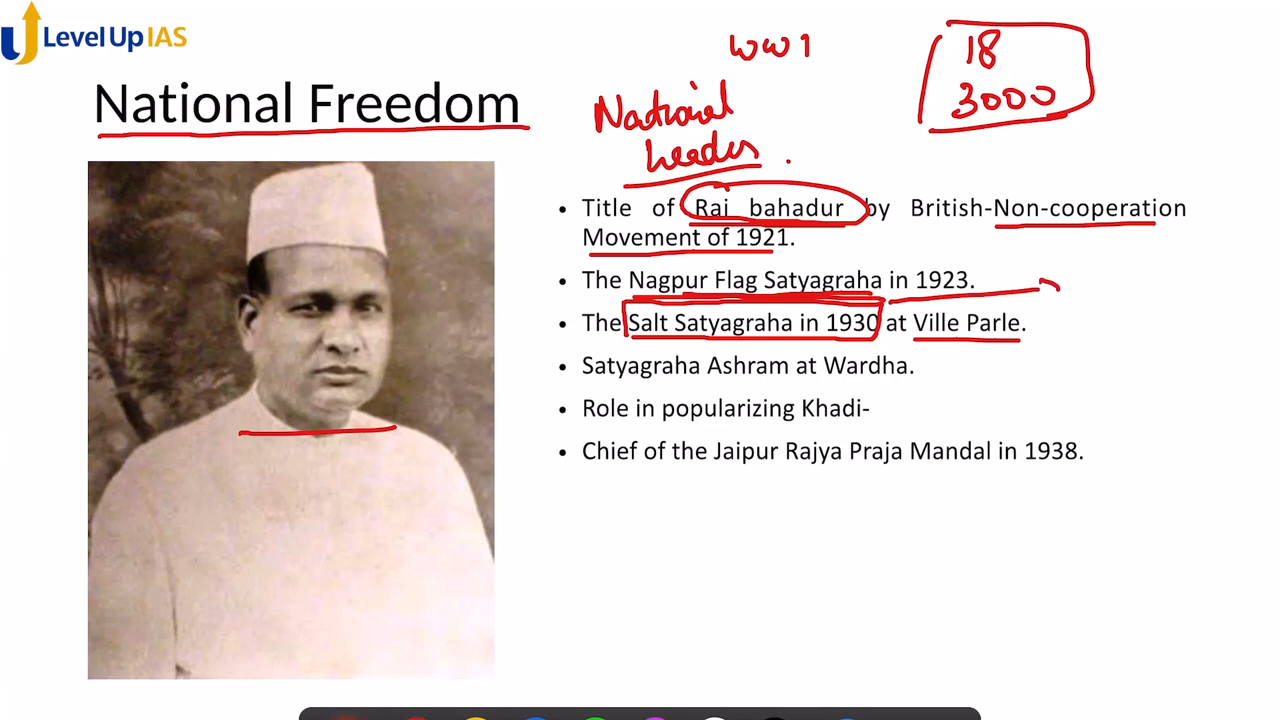 LevelUp IAS
WW1
18
3000
National Freedom
National
leader.
• Title of Rai bahadur by British-Non-cooperation
Movement of 1921.
• The Nagpur Flag Satyagraha in 1923.
• The Salt Satyagraha in 1930 at Ville Parle.
• Satyagraha Ashram at Wardha.
• Role in popularizing Khadi-
• Chief of the Jaipur Rajya Praja Mandal in 1938.